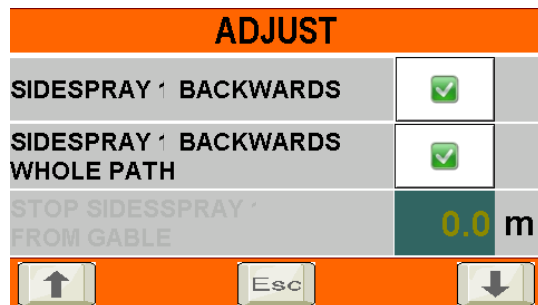 ADJUST
SIDESPRAY 1 BACKWARDS
SIDESPRAY 1 BACKWARDS
WHOLE PATH
STOP SIDESSPRAY 1
FROM GABLE
0.0 m
Esc